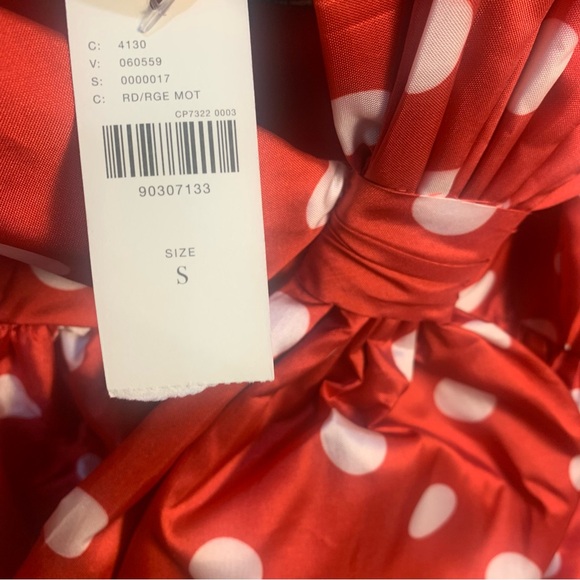 C: 4130
V: 060559
S: 0000017
C: RD/RGE MOT
CP7322 0003
90307133
SIZE
S